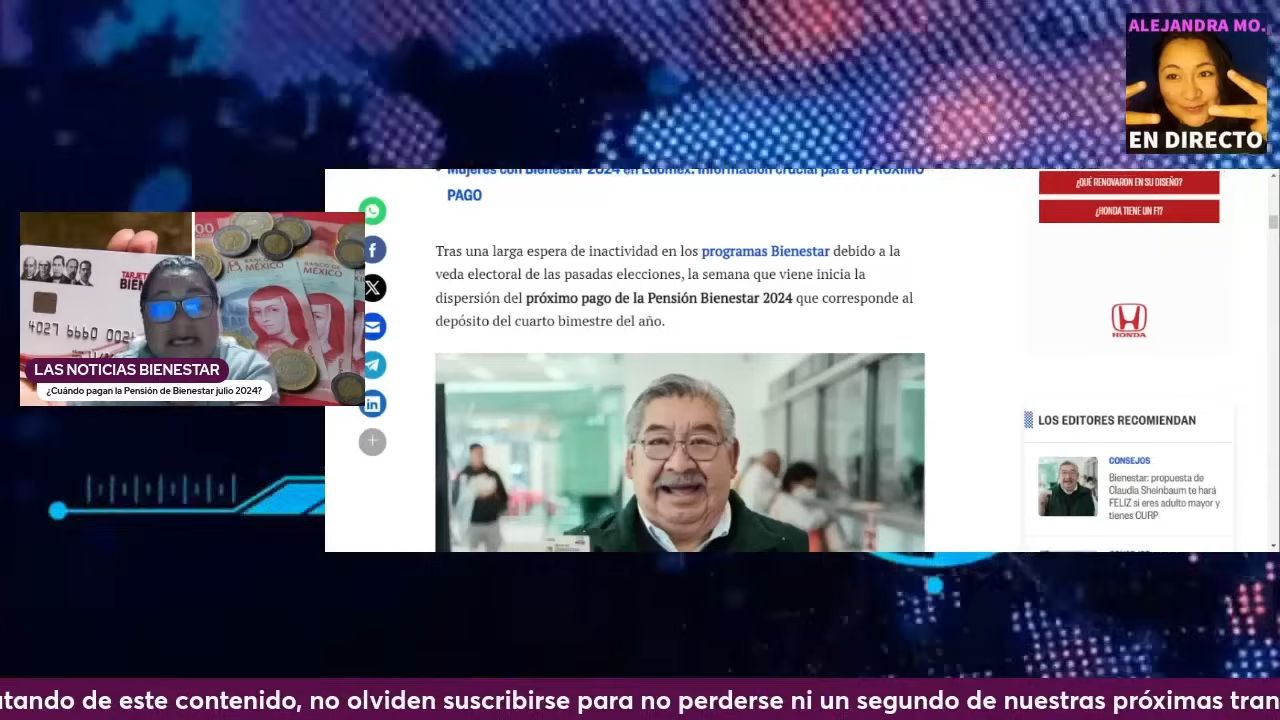 ALEJANDRA MO.
EN DIRECTO
Mujeres con Bienestar 2024 en Edomex: información crucial para el PRÓXIMO
PAGO
Tras una larga espera de inactividad en los programas Bienestar debido a la
veda electoral de las pasadas elecciones, la semana que viene inicia la
dispersión del próximo pago de la Pensión Bienestar 2024 que corresponde al
depósito del cuarto bimestre del año.
¿QUÉ RENOVARON EN SU DISEÑO?
¿HONDA TIENE UN F1?
HONDA
LOS EDITORES RECOMIENDAN
CONSEJOS
Bienestar: propuesta de
Claudia Sheinbaum te hará
FELIZ si eres adulto mayor y
tienes CURP
BANCO DE
MÉXICO
MÉXICO
4027 6660
LAS NOTICIAS BIENESTAR
¿Cuándo pagan la Pensión de Bienestar julio 2024?
de este contenido, no olviden suscribirse para no perderse ni un segundo de nuestras próximas